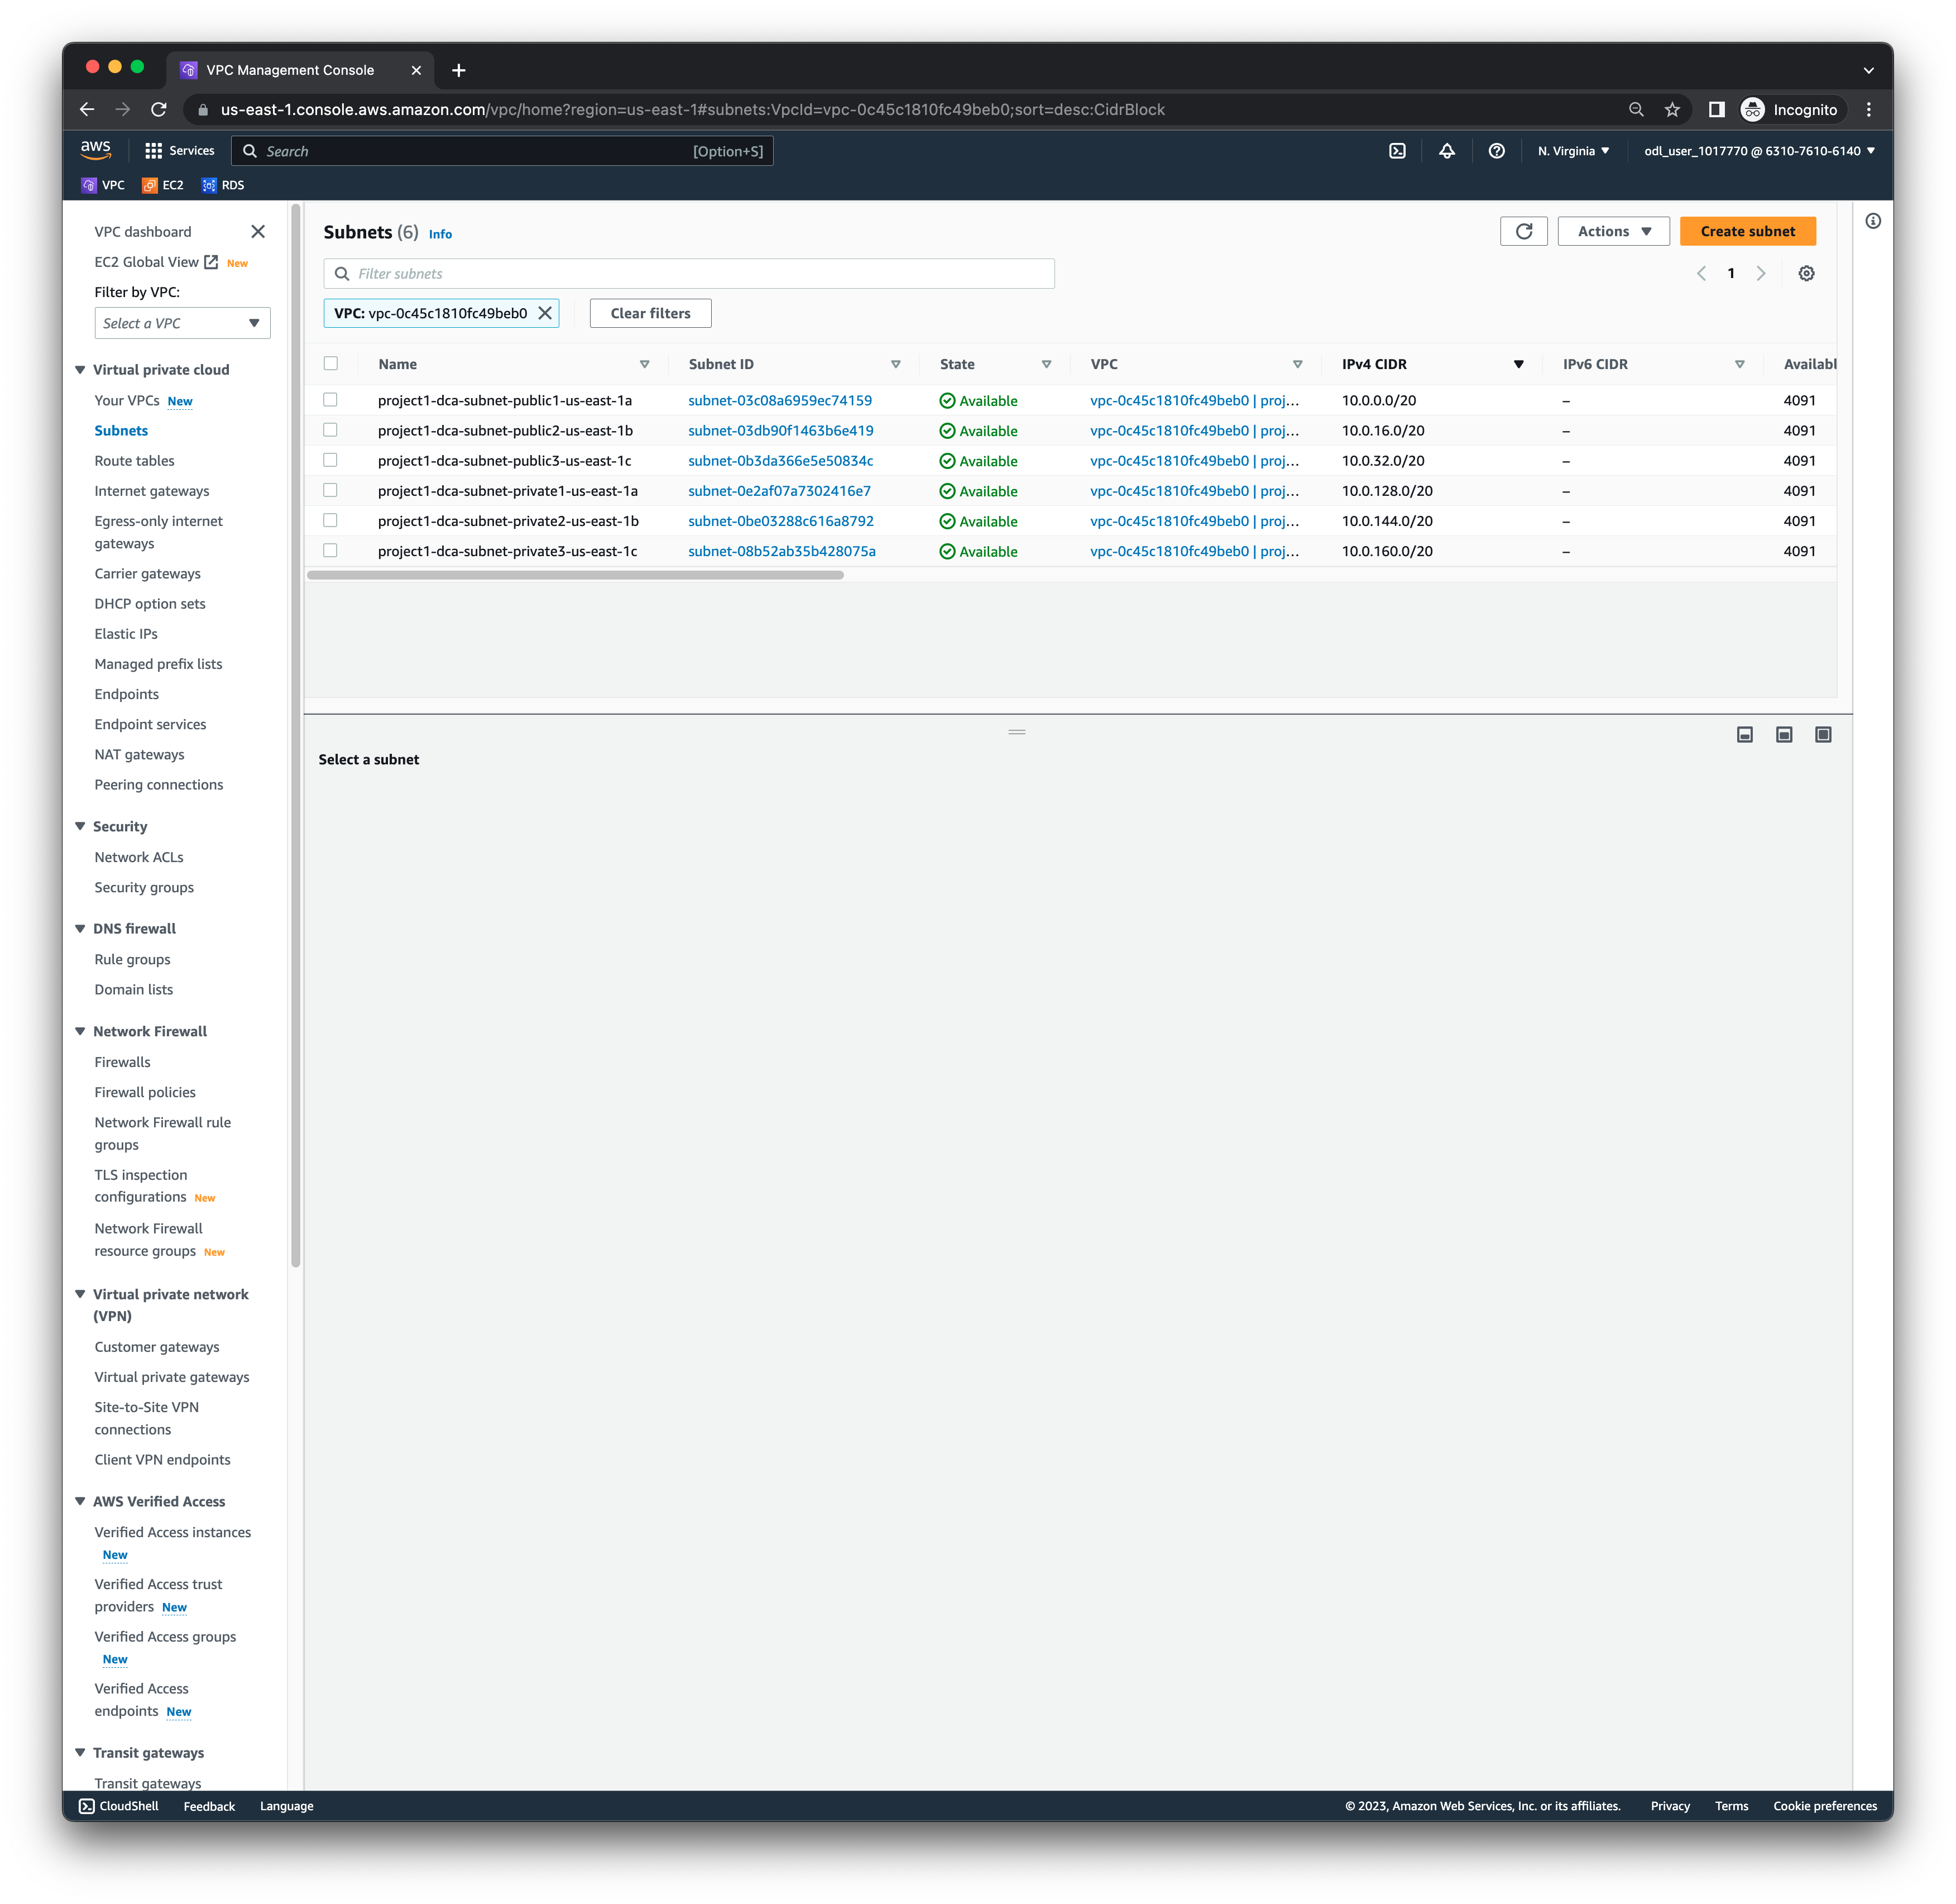 VPC Management Console
us-east-1.console.aws.amazon.com/vpc/home?region=us-east-1#subnets:VpcId=vpc-0c45c1810fc49beb0;sort=desc:CidrBlock
Incognito
aws
Services
Search
[Option+S]
N. Virginia
odl_user_1017770 @ 6310-7610-6140
VPC
EC2
RDS
VPC dashboard
EC2 Global View New
Filter by VPC:
Select a VPC
Virtual private cloud
Your VPCs New
Subnets
Route tables
Internet gateways
Egress-only internet
gateways
Carrier gateways
DHCP option sets
Elastic IPs
Managed prefix lists
Endpoints
Endpoint services
NAT gateways
Peering connections
Security
Network ACLs
Security groups
DNS firewall
Rule groups
Domain lists
Network Firewall
Firewalls
Firewall policies
Network Firewall rule
groups
TLS inspection
configurations New
Network Firewall
resource groups New
Virtual private network
(VPN)
Customer gateways
Virtual private gateways
Site-to-Site VPN
connections
Client VPN endpoints
AWS Verified Access
Verified Access instances
New
Verified Access trust
providers New
Verified Access groups
New
Verified Access
endpoints New
Transit gateways
Transit gateways
Subnets (6) Info
Actions
Create subnet
Filter subnets
1
VPC: vpc-0c45c1810fc49beb0
Clear filters
Name Subnet ID State VPC IPv4 CIDR IPv6 CIDR Availabl
project1-dca-subnet-public1-us-east-1a subnet-03c08a6959ec74159 Available vpc-0c45c1810fc49beb0 | proj... 10.0.0.0/20 – 4091
project1-dca-subnet-public2-us-east-1b subnet-03db90f1463b6e419 Available vpc-0c45c1810fc49beb0 | proj... 10.0.16.0/20 – 4091
project1-dca-subnet-public3-us-east-1c subnet-0b3da366e5e50834c Available vpc-0c45c1810fc49beb0 | proj... 10.0.32.0/20 – 4091
project1-dca-subnet-private1-us-east-1a subnet-0e2af07a7302416e7 Available vpc-0c45c1810fc49beb0 | proj... 10.0.128.0/20 – 4091
project1-dca-subnet-private2-us-east-1b subnet-0be03288c616a8792 Available vpc-0c45c1810fc49beb0 | proj... 10.0.144.0/20 – 4091
project1-dca-subnet-private3-us-east-1c subnet-08b52ab35b428075a Available vpc-0c45c1810fc49beb0 | proj... 10.0.160.0/20 – 4091
Select a subnet
CloudShell
Feedback
Language
© 2023, Amazon Web Services, Inc. or its affiliates.
Privacy
Terms
Cookie preferences